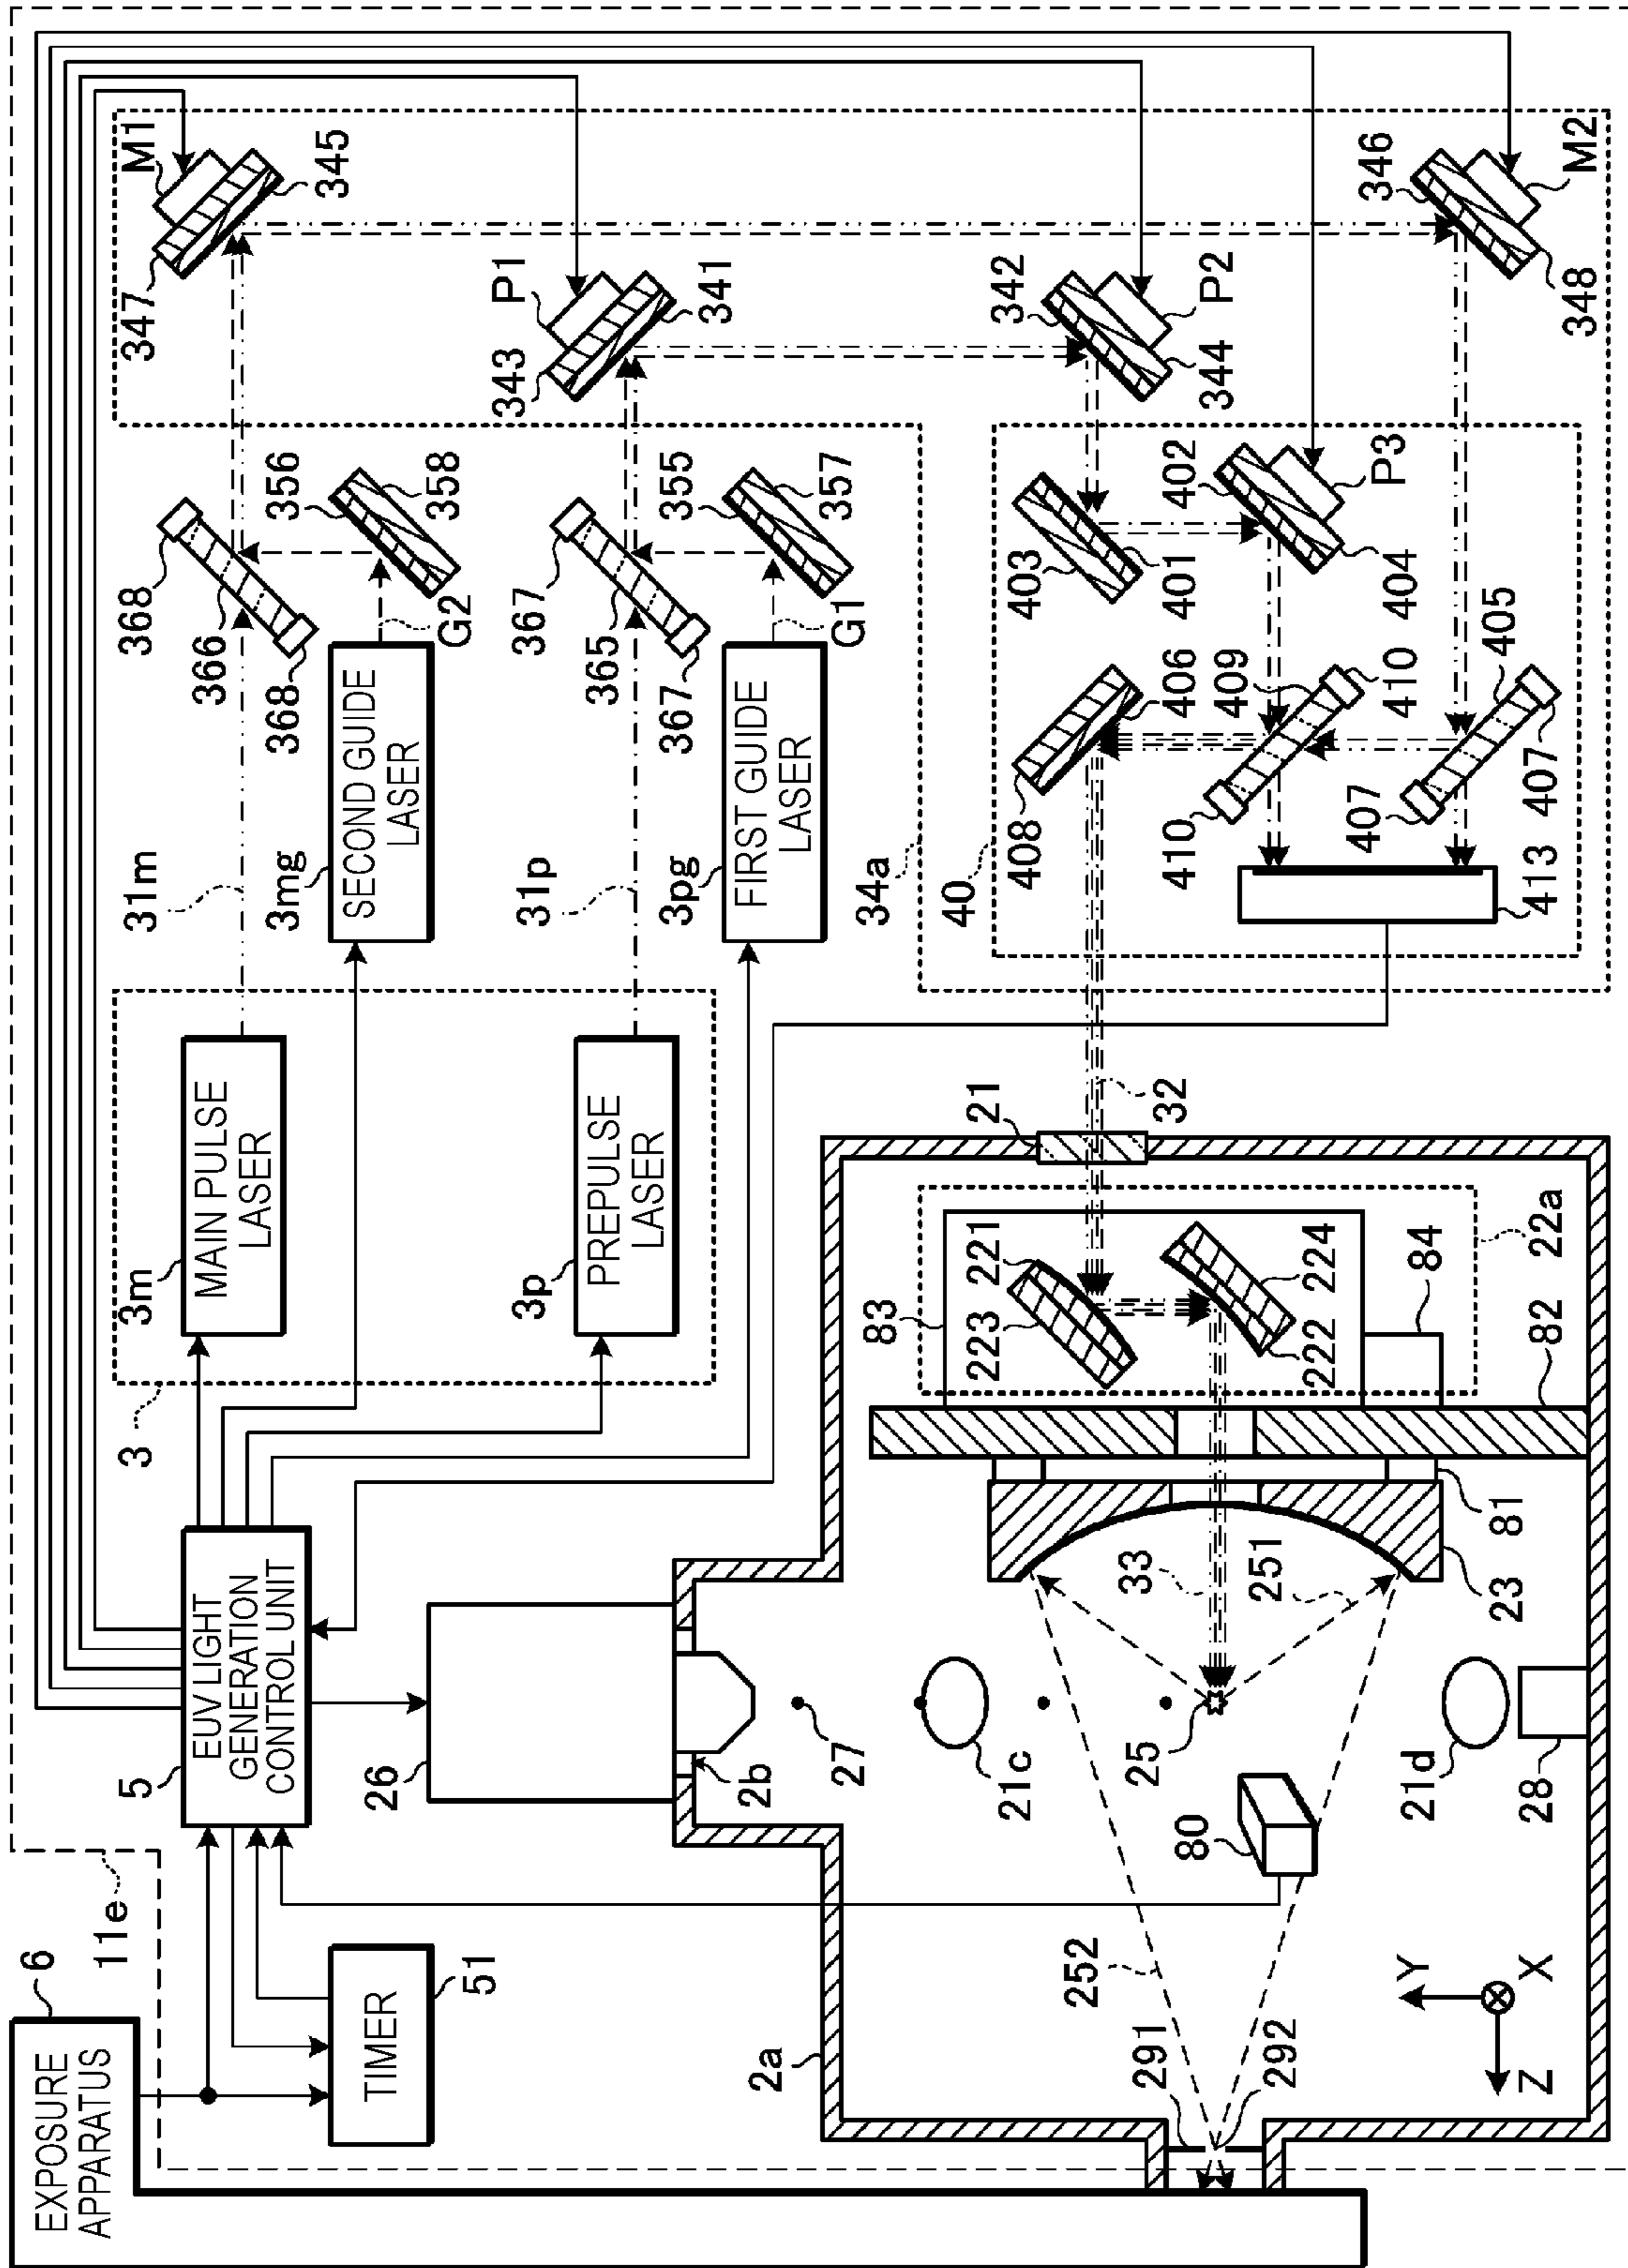 EXPOSURE
APPARATUS
6
11e
TIMER
51
5
EUV LIGHT
GENERATION
CONTROL UNIT
3
3m
MAIN PULSE
LASER
31m
3mg
SECOND GUIDE
LASER
G2
3p
PREPULSE
LASER
31p
3pg
FIRST GUIDE
LASER
G1
368
366
368
356
358
367
365
367
355
357
347
M1
345
343
P1
341
342
P2
344
346
M2
348
34a
40
403
401
402
P3
404
408
406
409
410
410
405
407
407
413
26
2b
27
2a
21c
25
80
21d
28
33
251
252
291
292
23
81
82
83
84
223
221
222
224
22a
21
32
Y
Z
X